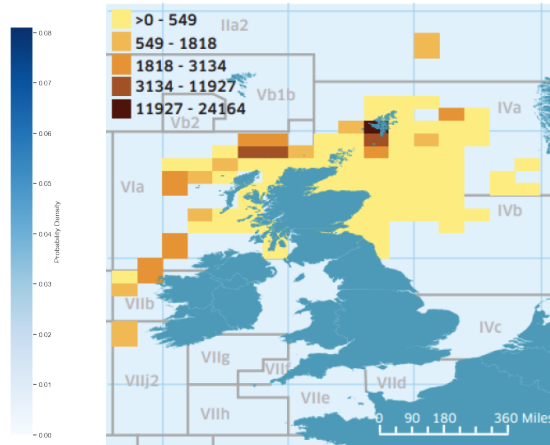 0.08
0.07
0.06
0.05
0.04
0.03
0.02
0.01
0.00
Probability Density
>0 - 549
549 - 1818
1818 - 3134
3134 - 11927
11927 - 24164
IIa2
Vb1b
Vb2
IVa
VIa
IVb
VIIb
IVc
VIIg
VIIf
VIId
VIIj2
VIIe
VIIh
0 90 180 360 Miles